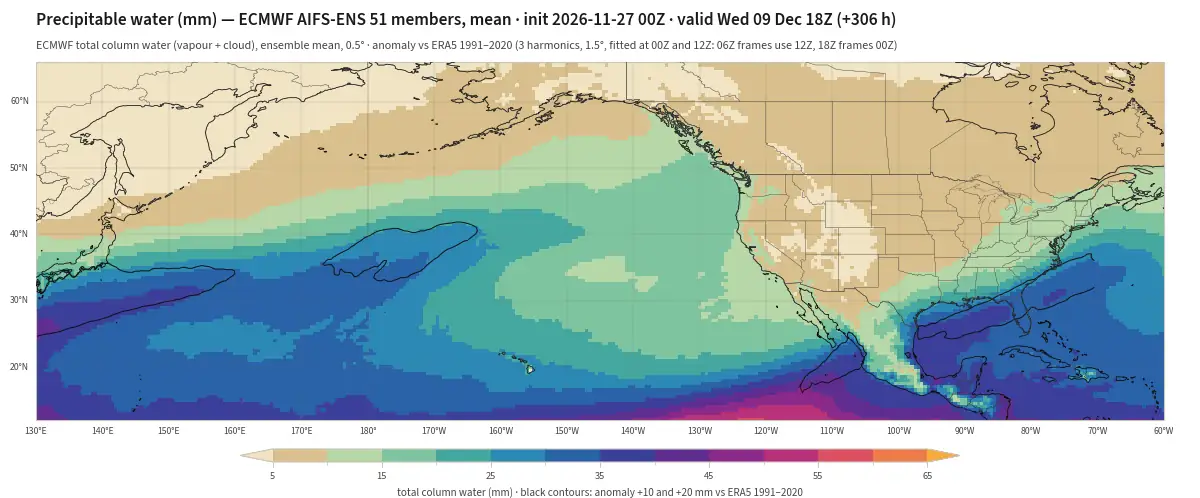 Precipitable water (mm) — ECMWF AIFS-ENS 51 members, mean · init 2026-11-27 00Z · valid Wed 09 Dec 18Z (+306 h)
ECMWF total column water (vapour + cloud), ensemble mean, 0.5° · anomaly vs ERA5 1991–2020 (3 harmonics, 1.5°, fitted at 00Z and 12Z: 06Z frames use 12Z, 18Z frames 00Z)
60°N
50°N
40°N
30°N
20°N
130°E 140°E 150°E 160°E 170°E 180° 170°W 160°W 150°W 140°W 130°W 120°W 110°W 100°W 90°W 80°W 70°W 60°W
5 15 25 35 45 55 65
total column water (mm) · black contours: anomaly +10 and +20 mm vs ERA5 1991–2020